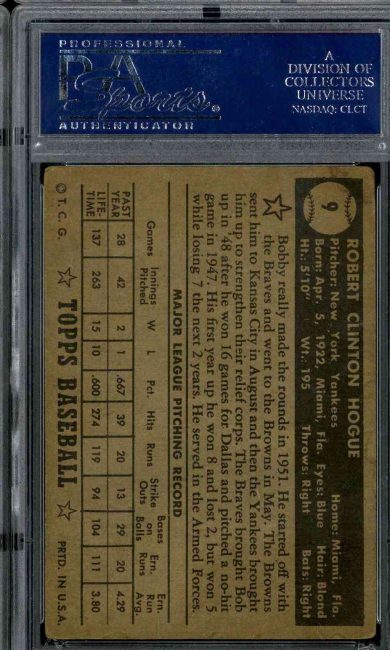 PROFESSIONAL
PSA
Sports
AUTHENTICATOR
A
DIVISION OF
COLLECTORS
UNIVERSE
NASDAQ: CLCT
9
ROBERT CLINTON HOGUE
Pitcher: New York Yankees Home: Miami, Fla.
Born: Apr. 5, 1922, Miami, Fla. Eyes: Blue Hair: Blond
Ht.: 5'10" Wt.: 195 Throws: Right Bats: Right
Bobby really made the rounds in 1951. He started off with
the Braves and went to the Browns in May. The Browns
sent him to Kansas City in August and then the Yankees brought
him up to strengthen their relief corps. The Braves brought Bob
up in '48 after he won 16 games for Dallas and pitched a no-hit
game in 1947. His first year up he won 8 and lost 2, but won 5
while losing 7 the next 2 years. He served in the Armed Forces.
MAJOR LEAGUE PITCHING RECORD
Games Innings Pitched W L Pct. Hits Runs Strike Outs Bases on Balls Ern. Runs Ern. Run Avg.
PAST YEAR 28 42 2 1 .667 39 20 13 29 20 4.29
LIFE-TIME 137 263 15 10 .600 274 119 94 104 111 3.80
© T. C. G. TOPPS BASEBALL PRTD. IN U.S.A.